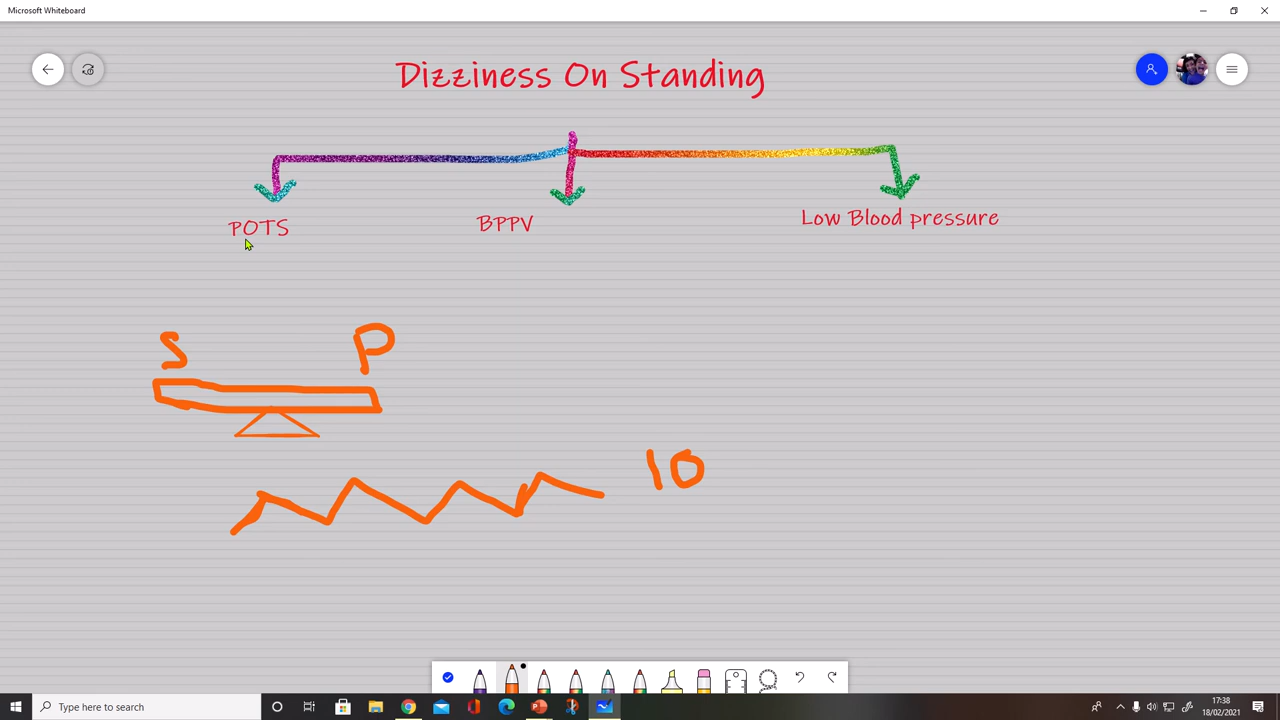 Microsoft Whiteboard
Dizziness On Standing
POTS
BPPV
Low Blood pressure
S
P
10
Type here to search
17:38
18/02/2021